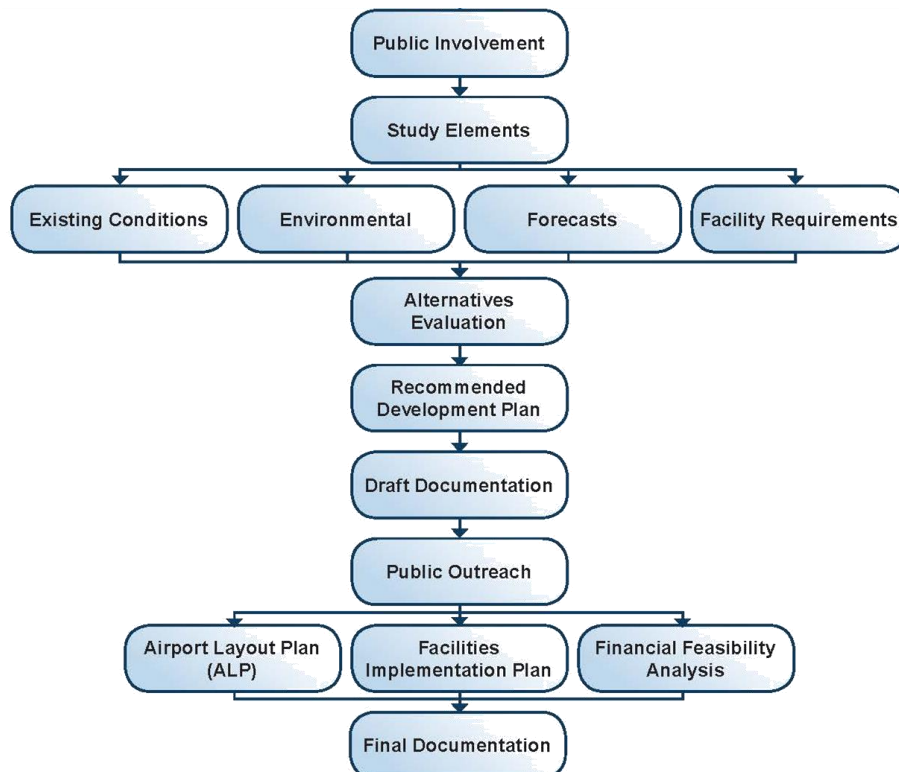 Public Involvement
Study Elements
Existing Conditions
Environmental
Forecasts
Facility Requirements
Alternatives
Evaluation
Recommended
Development Plan
Draft Documentation
Public Outreach
Airport Layout Plan
(ALP)
Facilities
Implementation Plan
Financial Feasibility
Analysis
Final Documentation